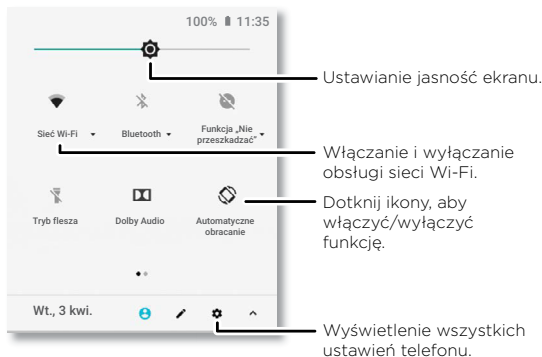 100% 11:35
Ustawianie jasność ekranu.
Sieć Wi-Fi
Bluetooth
Funkcja „Nie
przeszkadzać”
Włączanie i wyłączanie
obsługi sieci Wi-Fi.
Tryb flesza
Dolby Audio
Automatyczne
obracanie
Dotknij ikony, aby
włączyć/wyłączyć
funkcję.
Wt., 3 kwi.
Wyświetlenie wszystkich
ustawień telefonu.